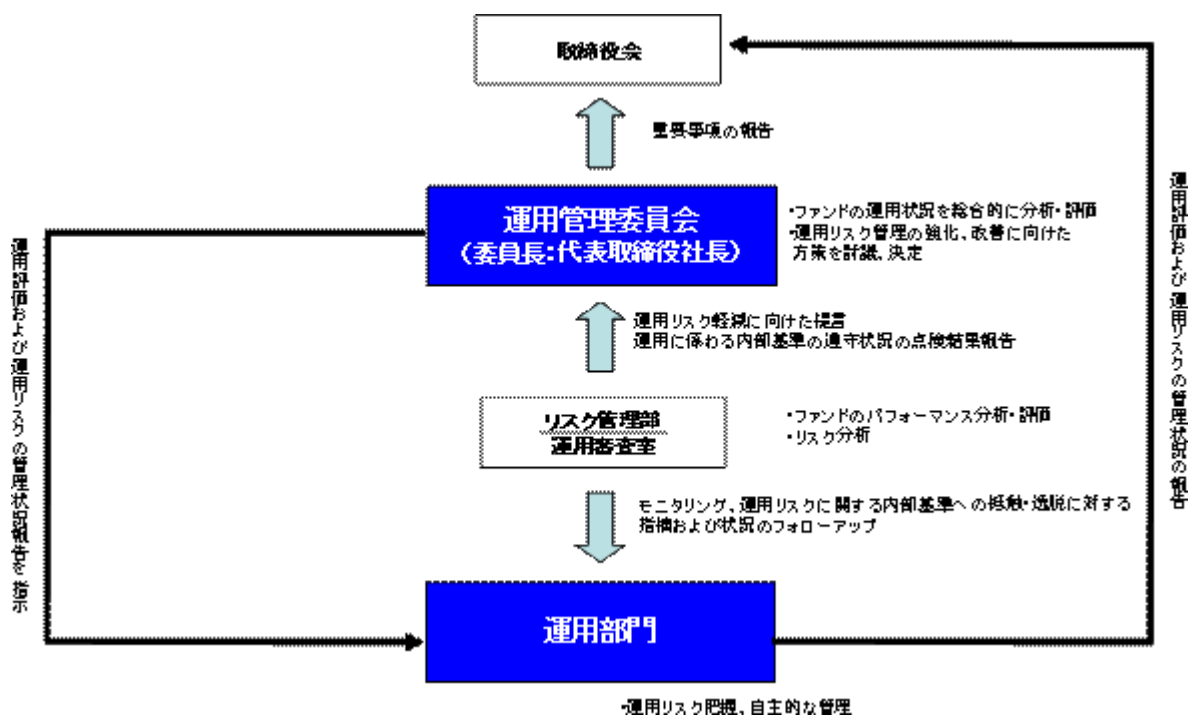 取締役会
重要事項の報告
運用管理委員会
（委員長：代表取締役社長）
・ファンドの運用状況を総合的に分析・評価
・運用リスク管理の強化、改善に向けた
方策を討議、決定
運用リスク軽減に向けた提言
運用に係わる内部基準の遵守状況の点検結果報告
リスク管理部
運用審査室
・ファンドのパフォーマンス分析・評価
・リスク分析
モニタリング、運用リスクに関する内部基準への抵触・逸脱に対する
指摘および状況のフォローアップ
運用部門
・運用リスク把握、自主的な管理
運用評価および運用リスクの管理状況報告を指示
運用評価および運用リスクの管理状況の報告